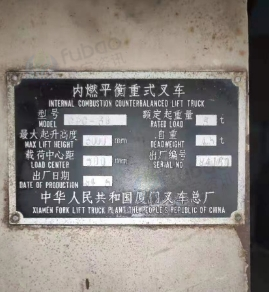 内燃平衡重式叉车
INTERNAL COMBUSTION COUNTERBALANCED LIFT TRUCK
型号 额定起重量
MODEL RATED LOAD t
最大起升高度 自重
MAX LIFT HEIGHT mm DEADWEIGHT t
载荷中心距 出厂编号
LOAD CENTER mm SERIAL NO
出厂日期
DATE OF PRODUCTION
中华人民共和国厦门叉车总厂
XIAMEN FORK LIFT TRUCK PLANT THE PEOPLE'S REPUBLIC OF CHINA